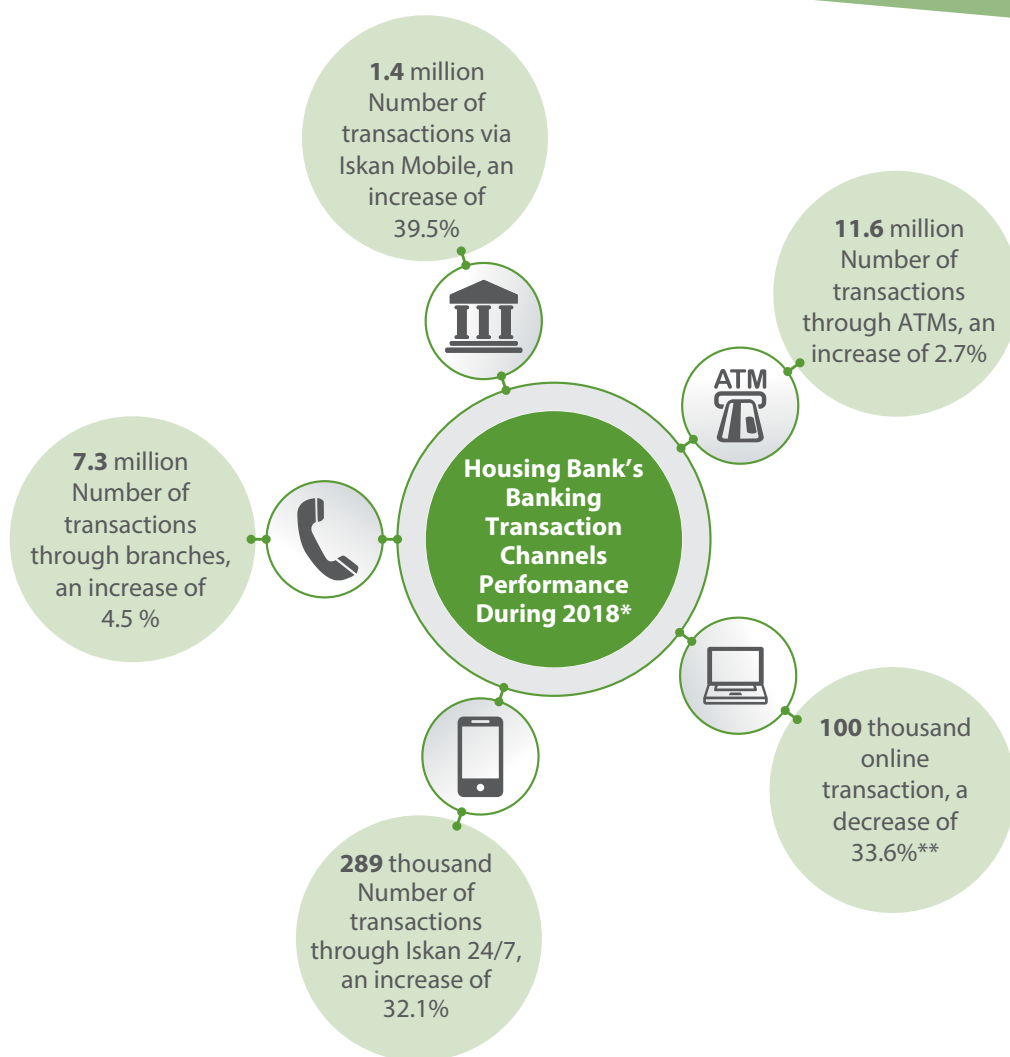 1.4 million
Number of
transactions via
Iskan Mobile, an
increase of
39.5%
11.6 million
Number of
transactions
through ATMs, an
increase of 2.7%
ATM
7.3 million
Number of
transactions
through branches,
an increase of
4.5 %
Housing Bank’s
Banking
Transaction
Channels
Performance
During 2018*
100 thousand
online
transaction, a
decrease of
33.6%**
289 thousand
Number of
transactions
through Iskan 24/7,
an increase of
32.1%